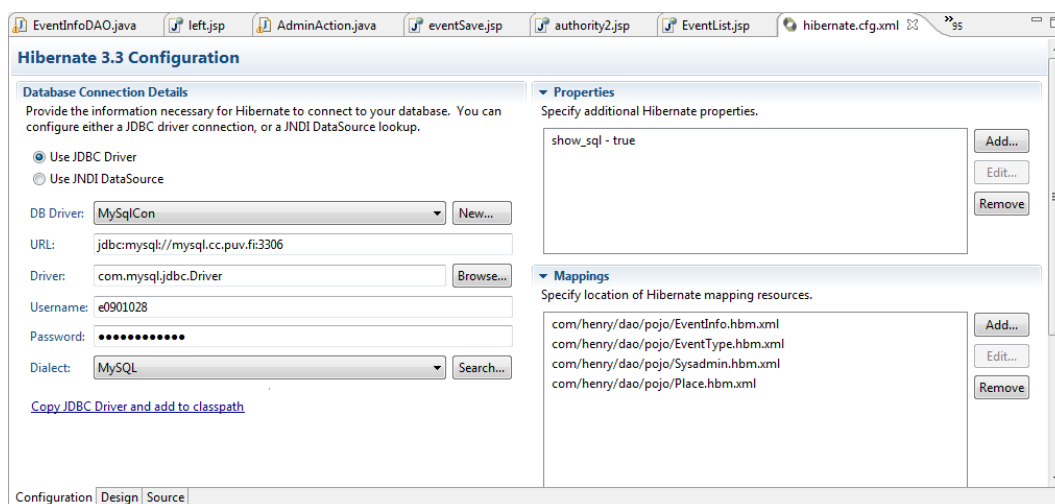 EventInfoDAO.java left.jsp AdminAction.java eventSave.jsp authority2.jsp EventList.jsp hibernate.cfg.xml »95
Hibernate 3.3 Configuration
Database Connection Details
Provide the information necessary for Hibernate to connect to your database. You can
configure either a JDBC driver connection, or a JNDI DataSource lookup.
Use JDBC Driver
Use JNDI DataSource
DB Driver: MySqlCon New...
URL: jdbc:mysql://mysql.cc.puv.fi:3306
Driver: com.mysql.jdbc.Driver Browse...
Username: e0901028
Password: ●●●●●●●●●●●●
Dialect: MySQL Search...
Copy JDBC Driver and add to classpath
Properties
Specify additional Hibernate properties.
show_sql - true
Add...
Edit...
Remove
Mappings
Specify location of Hibernate mapping resources.
com/henry/dao/pojo/EventInfo.hbm.xml
com/henry/dao/pojo/EventType.hbm.xml
com/henry/dao/pojo/Sysadmin.hbm.xml
com/henry/dao/pojo/Place.hbm.xml
Add...
Edit...
Remove
Configuration Design Source